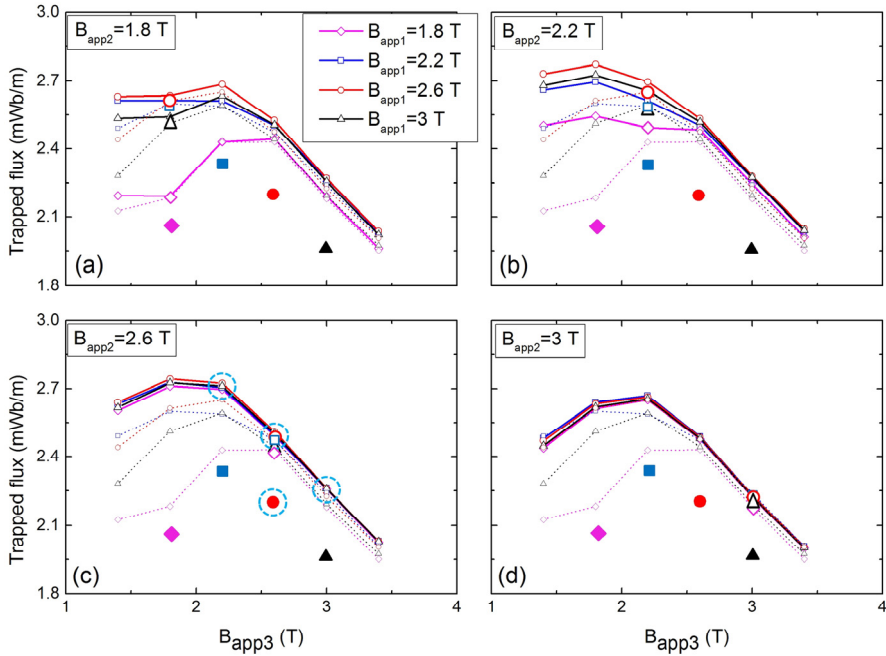 B_app2=1.8 T
B_app1=1.8 T
B_app1=2.2 T
B_app1=2.6 T
B_app1=3 T
B_app2=2.2 T
3.0
2.7
2.4
2.1
1.8
Trapped flux (mWb/m)
(a)
(b)
B_app2=2.6 T
B_app2=3 T
3.0
2.7
2.4
2.1
1.8
Trapped flux (mWb/m)
(c)
(d)
1 2 3 4 1 2 3 4
B_app3 (T) B_app3 (T)